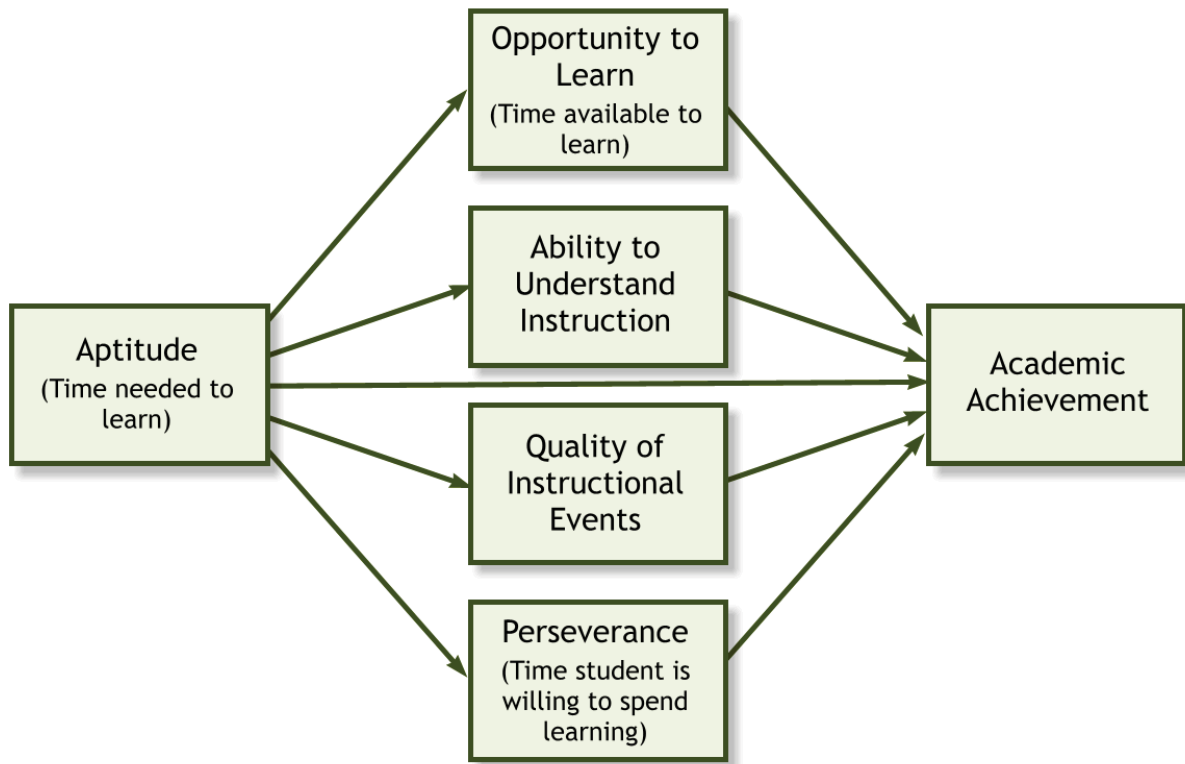 Opportunity to
Learn
(Time available to
learn)
Ability to
Understand
Instruction
Aptitude
(Time needed to
learn)
Academic
Achievement
Quality of
Instructional
Events
Perseverance
(Time student is
willing to spend
learning)